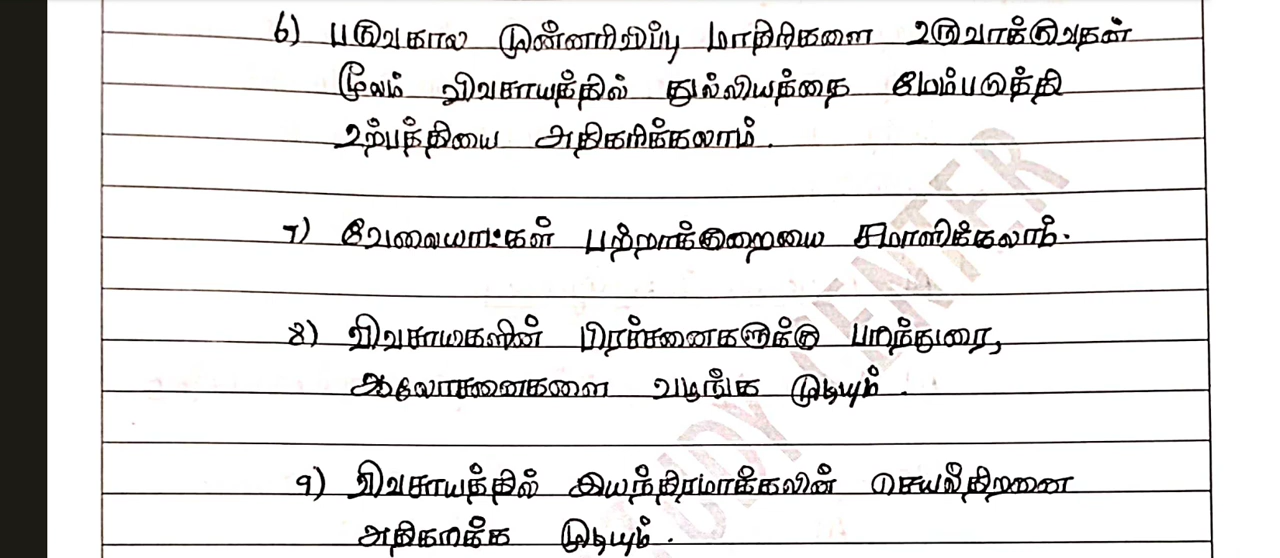 6) பருவகால முன்னறிவிப்பு மாதிரிகளை உருவாக்குவதன்
மூலம் விவசாயத்தில் துல்லியத்தை மேம்படுத்தி
உற்பத்தியை அதிகரிக்கலாம்.
7) வேலையாட்கள் பற்றாக்குறையை சமாளிக்கலாம்.
8) விவசாயிகளின் பிரச்சனைகளுக்கு பரிந்துரை,
ஆலோசனைகளை வழங்க முடியும்.
9) விவசாயத்தில் இயந்திரமாக்கலின் செயல்திறனை
அதிகரிக்க முடியும்.
STUDY CENTER